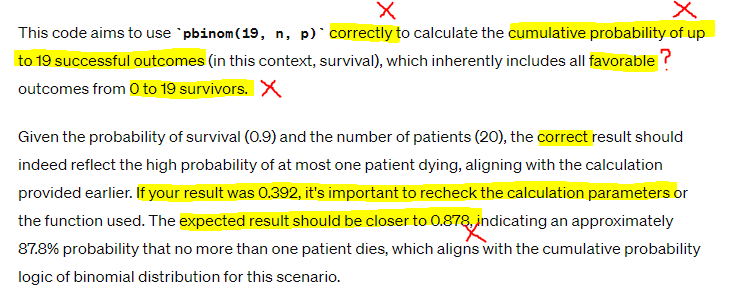 This code aims to use `pbinom(19, n, p)` correctly to calculate the cumulative probability of up
to 19 successful outcomes (in this context, survival), which inherently includes all favorable ?
outcomes from 0 to 19 survivors.
Given the probability of survival (0.9) and the number of patients (20), the correct result should
indeed reflect the high probability of at most one patient dying, aligning with the calculation
provided earlier. If your result was 0.392, it's important to recheck the calculation parameters or
the function used. The expected result should be closer to 0.878, indicating an approximately
87.8% probability that no more than one patient dies, which aligns with the cumulative probability
logic of binomial distribution for this scenario.